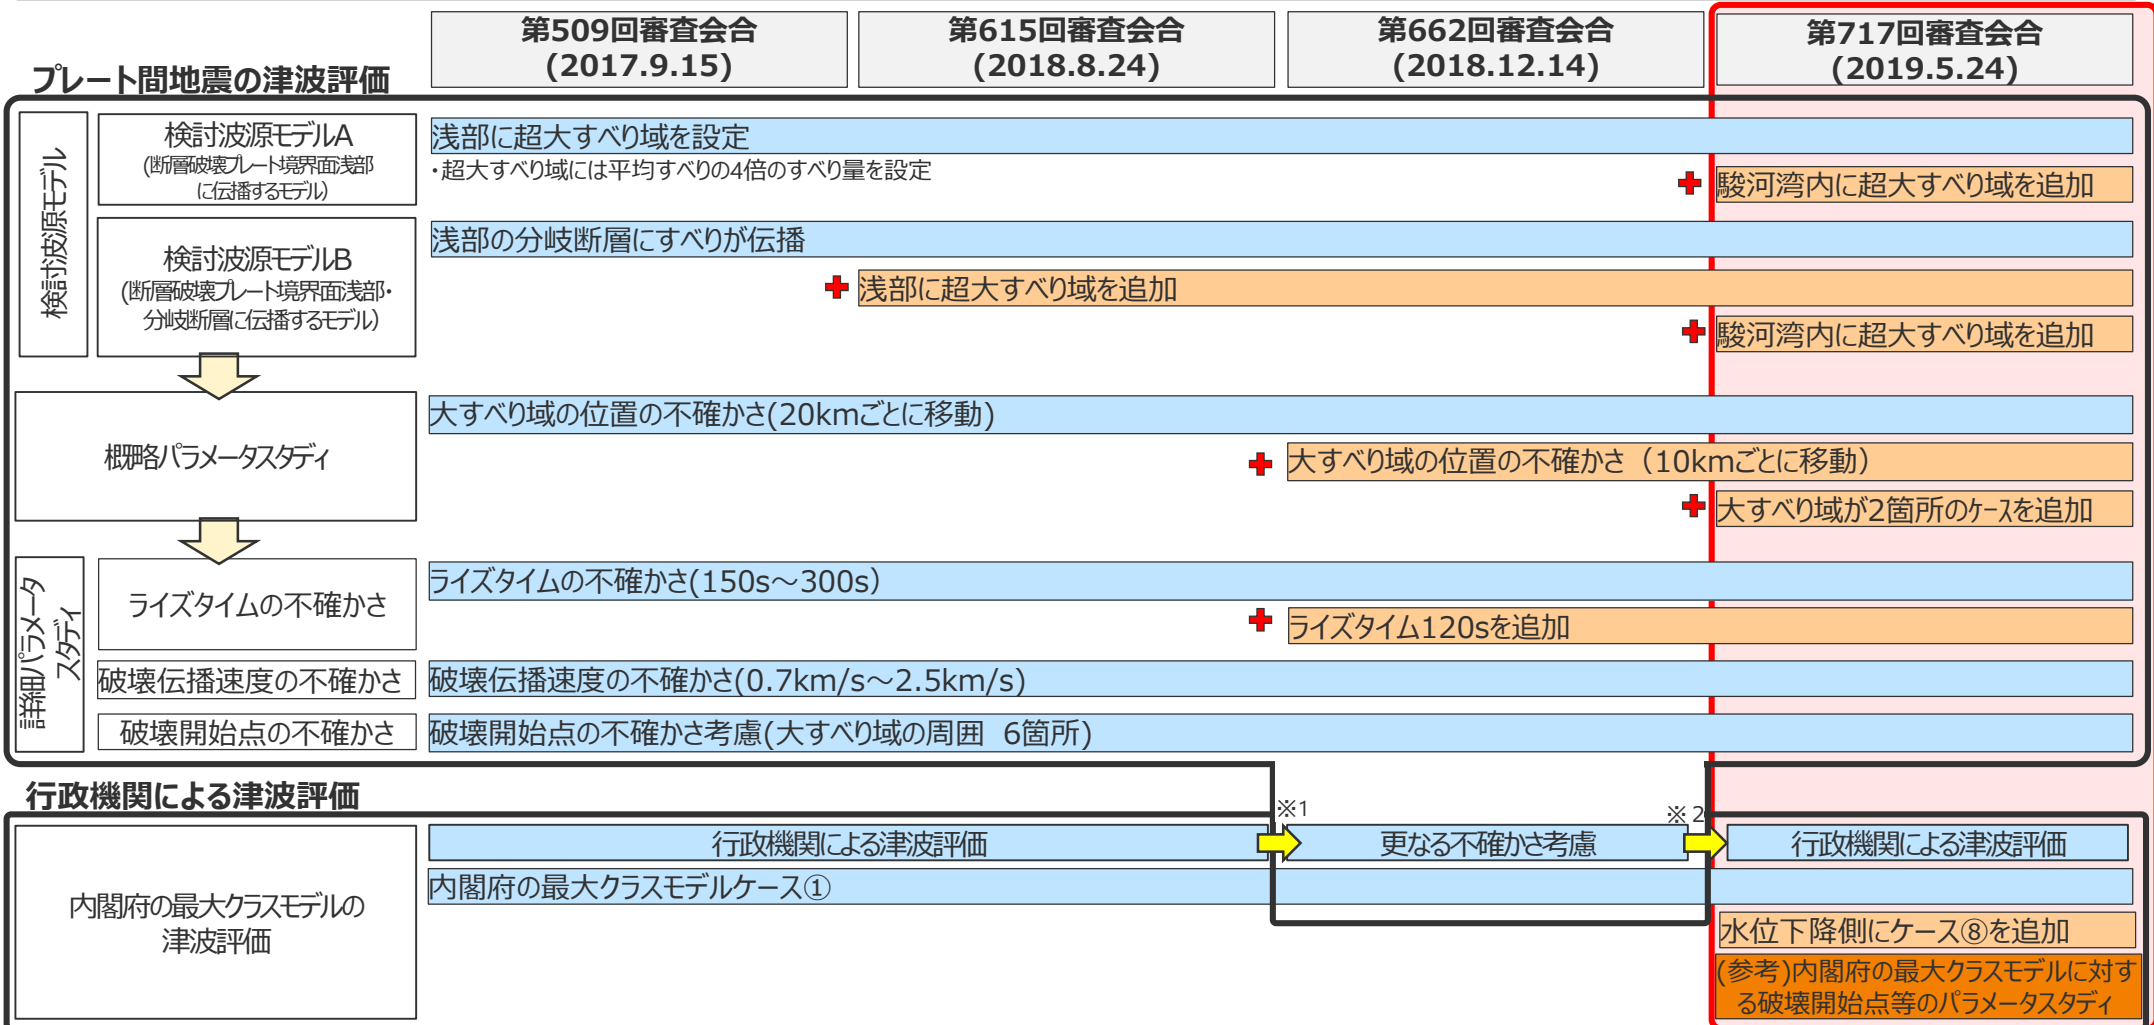 第509回審査会合
(2017.9.15)
第615回審査会合
(2018.8.24)
第662回審査会合
(2018.12.14)
第717回審査会合
(2019.5.24)
プレート間地震の津波評価
検討波源モデル
検討波源モデルA
(断層破壊プレート境界面浅部
に伝播するモデル)
浅部に超大すべり域を設定
・超大すべり域には平均すべりの4倍のすべり量を設定
駿河湾内に超大すべり域を追加
検討波源モデルB
(断層破壊プレート境界面浅部・
分岐断層に伝播するモデル)
浅部の分岐断層にすべりが伝播
浅部に超大すべり域を追加
駿河湾内に超大すべり域を追加
概略パラメータスタディ
大すべり域の位置の不確かさ(20kmごとに移動)
大すべり域の位置の不確かさ（10kmごとに移動）
大すべり域が2箇所のケースを追加
詳細パラメータ
スタディ
ライズタイムの不確かさ
ライズタイムの不確かさ(150s～300s)
ライズタイム120sを追加
破壊伝播速度の不確かさ
破壊伝播速度の不確かさ(0.7km/s～2.5km/s)
破壊開始点の不確かさ
破壊開始点の不確かさ考慮(大すべり域の周囲 6箇所)
行政機関による津波評価
※1
※2
内閣府の最大クラスモデルの
津波評価
行政機関による津波評価
更なる不確かさ考慮
行政機関による津波評価
内閣府の最大クラスモデルケース①
水位下降側にケース⑧を追加
(参考)内閣府の最大クラスモデルに対す
る破壊開始点等のパラメータスタディ